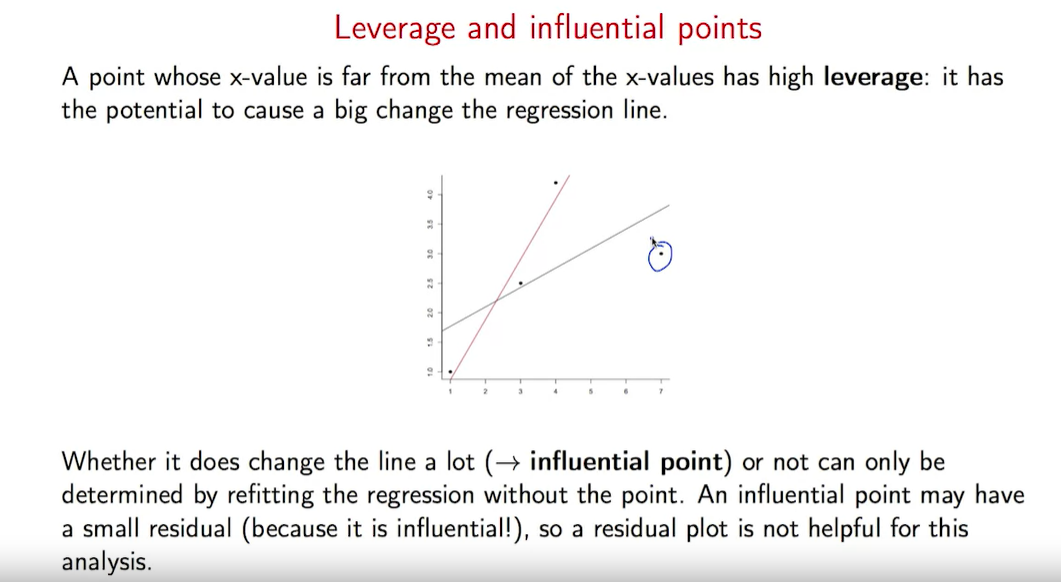 Leverage and influential points
A point whose x-value is far from the mean of the x-values has high leverage: it has
the potential to cause a big change the regression line.
4.0
3.5
3.0
2.5
2.0
1.5
1.0
1 2 3 4 5 6 7
Whether it does change the line a lot (→ influential point) or not can only be
determined by refitting the regression without the point. An influential point may have
a small residual (because it is influential!), so a residual plot is not helpful for this
analysis.